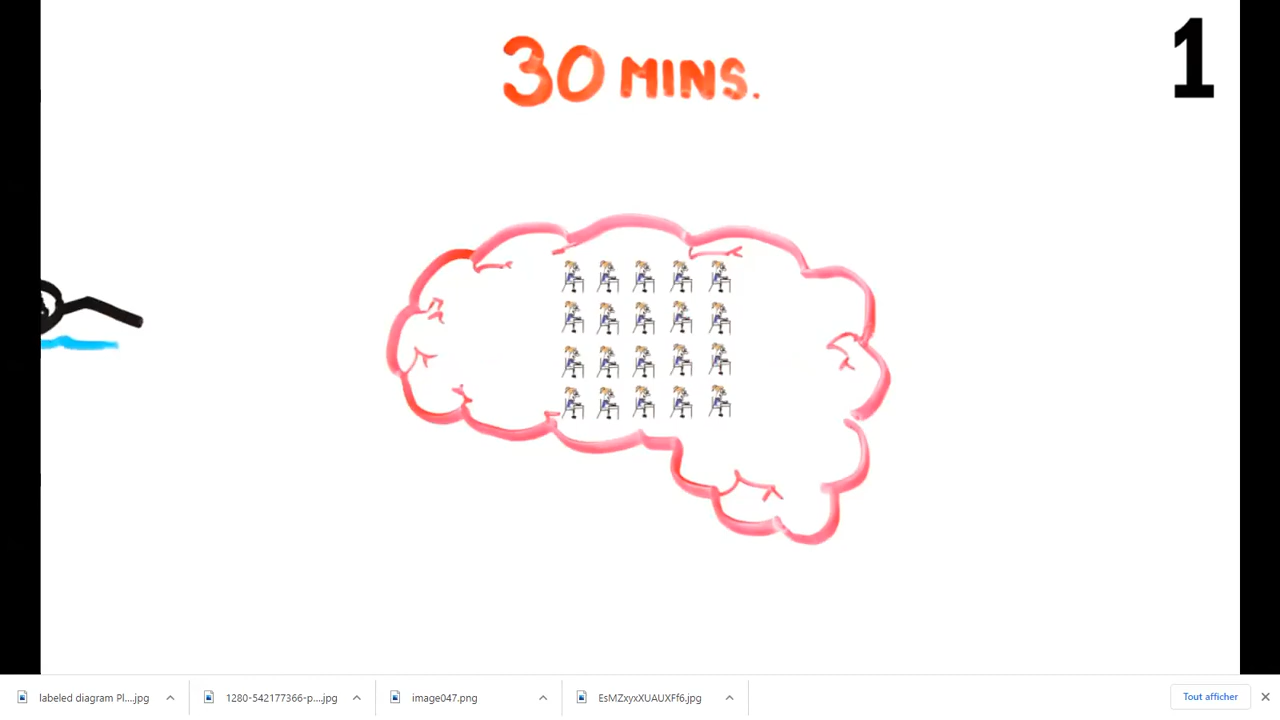 30 MINS.
1
labeled diagram Pl....jpg
1280-542177366-p....jpg
image047.png
EsMZxyxXUAUXFf6.jpg
Tout afficher